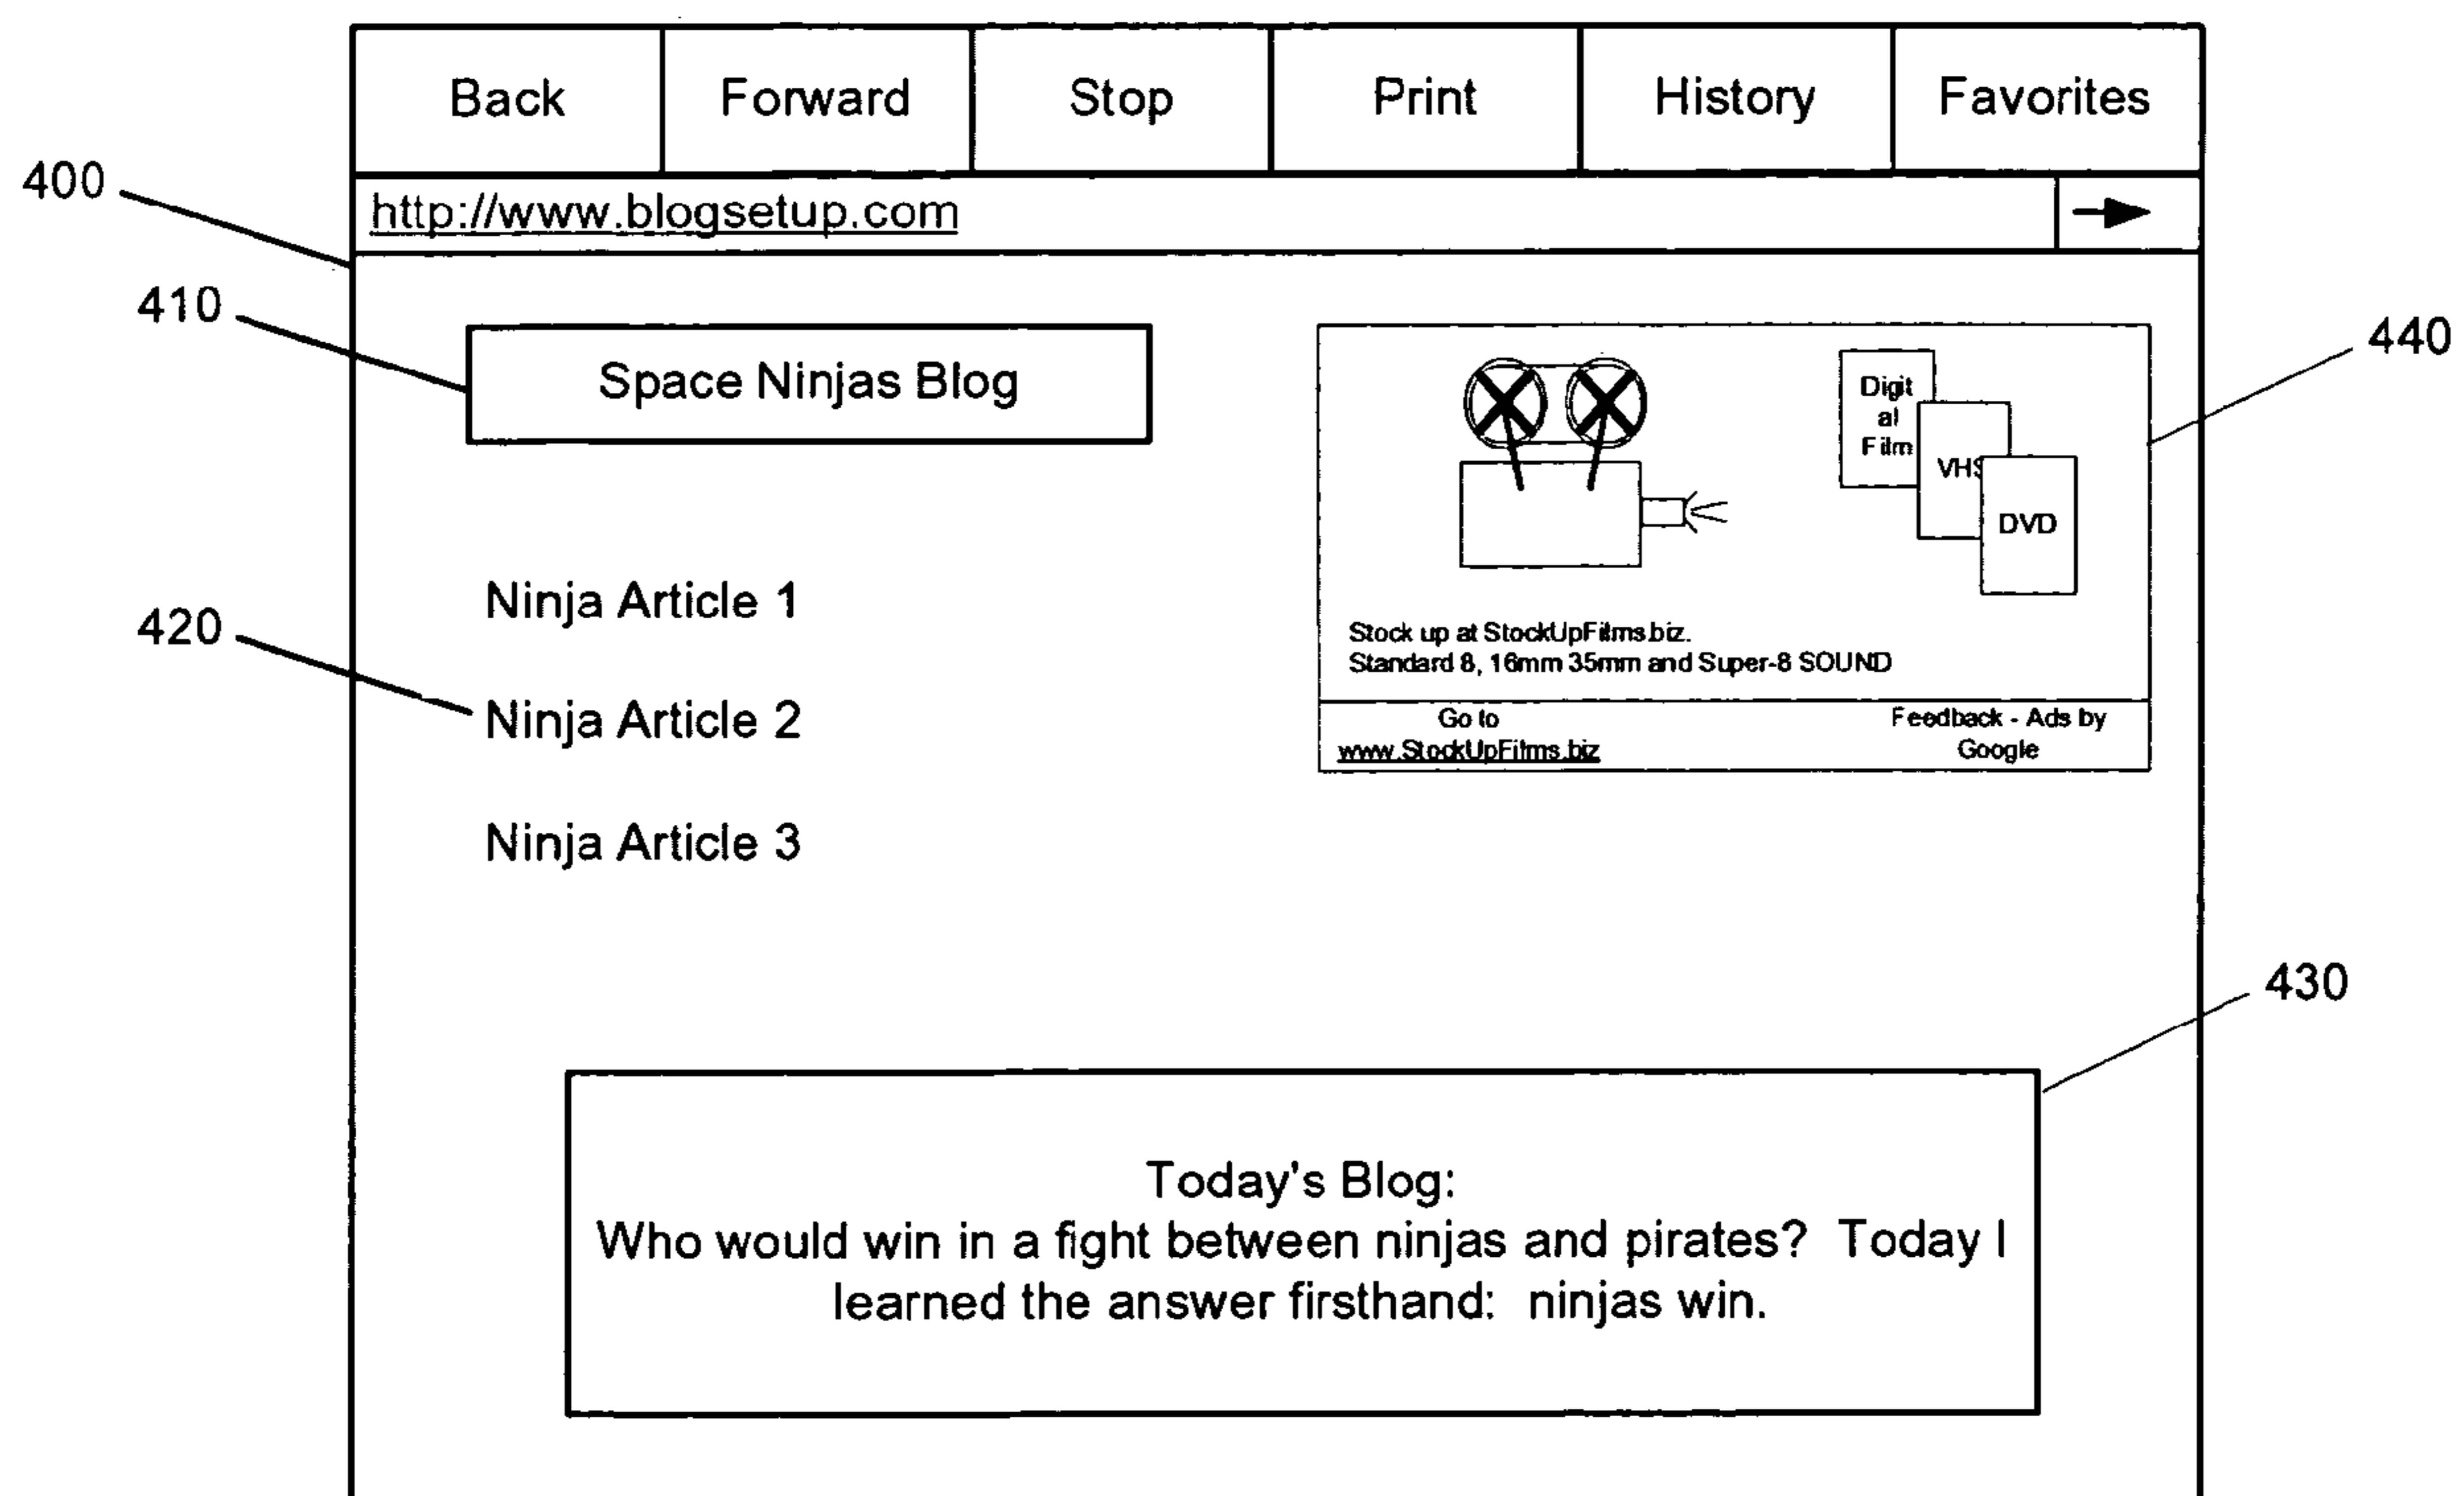 Back Forward Stop Print History Favorites
400
http://www.blogsetup.com
410
Space Ninjas Blog
440
Digit
al
Film
VHS
DVD
Stock up at StockUpFilms.biz.
Standard 8, 16mm 35mm and Super-8 SOUND
Go to
www.StockUpFilms.biz
Feedback - Ads by
Google
Ninja Article 1
420
Ninja Article 2
Ninja Article 3
430
Today's Blog:
Who would win in a fight between ninjas and pirates? Today I
learned the answer firsthand: ninjas win.